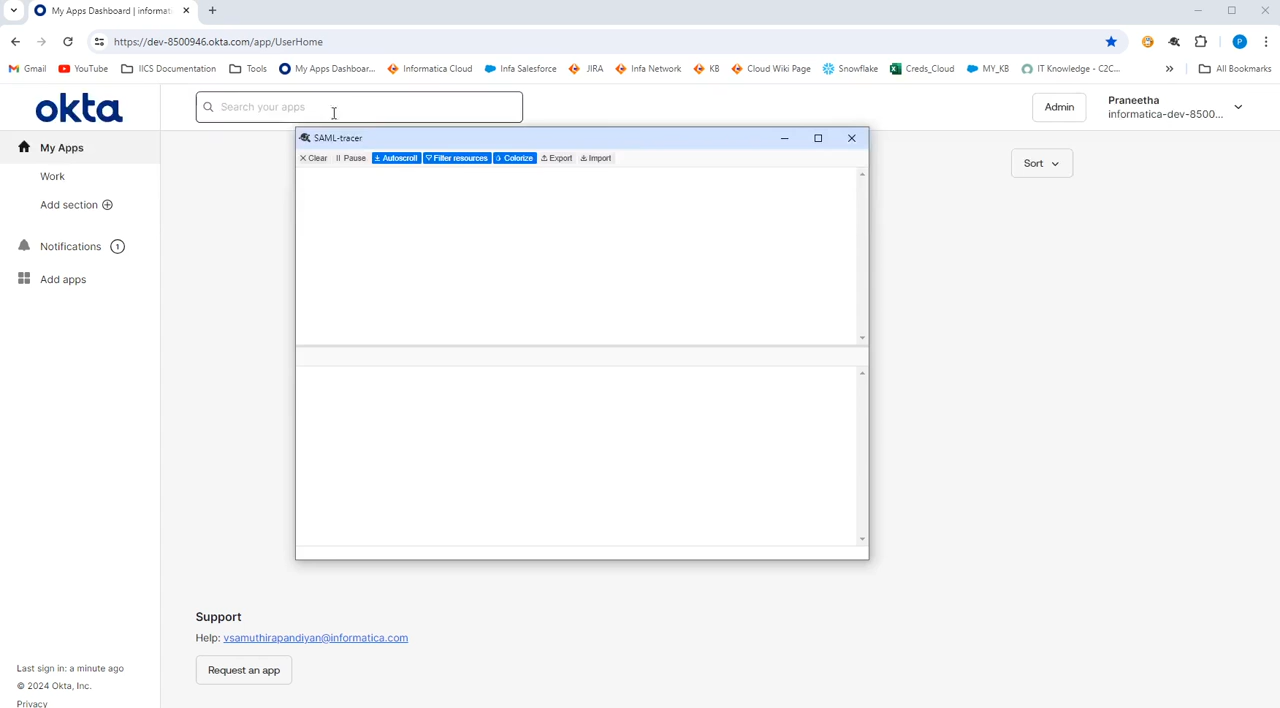 My Apps Dashboard | informat
https://dev-8500946.okta.com/app/UserHome
P
Gmail YouTube IICS Documentation Tools My Apps Dashboar... Informatica Cloud Infa Salesforce JIRA Infa Network KB Cloud Wiki Page Snowflake Creds_Cloud MY_KB IT Knowledge - C2C... » All Bookmarks
okta
Search your apps
Admin
Praneetha
informatica-dev-8500...
My Apps
Work
Add section
Notifications 1
Add apps
Sort
SAML-tracer
Clear Pause Autoscroll Filter resources Colorize Export Import
Support
Help: vsamuthirapandiyan@informatica.com
Request an app
Last sign in: a minute ago
© 2024 Okta, Inc.
Privacy